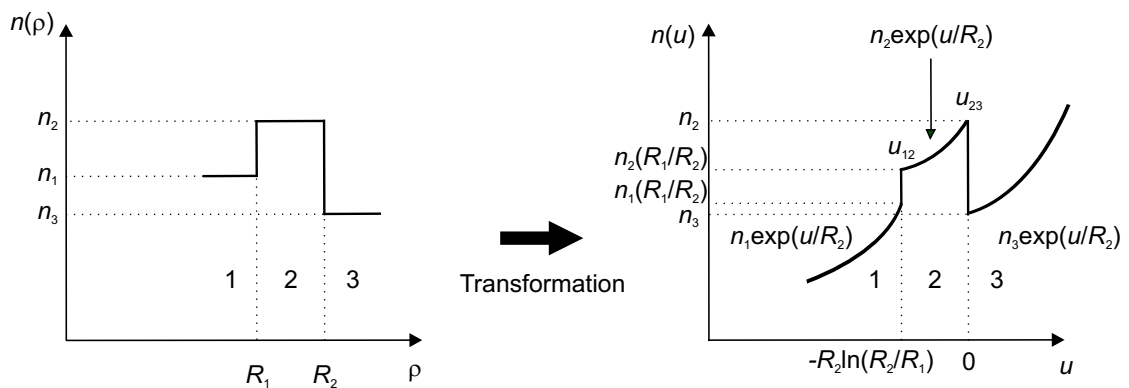 n(ρ)
n₂
n₁
n₃
1 2 3
R₁ R₂ ρ
Transformation
n(u)
n₂exp(u/R₂)
u₂₃
n₂
u₁₂
n₂(R₁/R₂)
n₁(R₁/R₂)
n₃
n₁exp(u/R₂)
n₃exp(u/R₂)
1 2 3
-R₂ln(R₂/R₁) 0 u